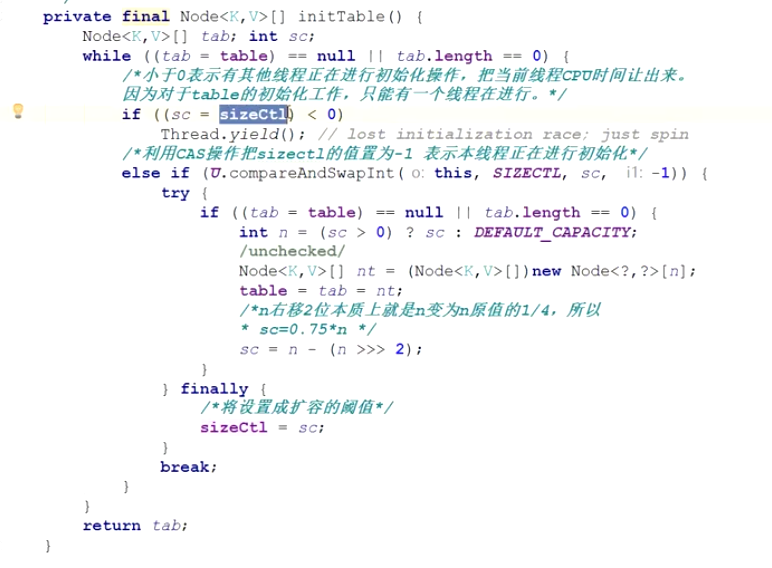 private final Node<K,V>[] initTable() {
Node<K,V>[] tab; int sc;
while ((tab = table) == null || tab.length == 0) {
/*小于0表示有其他线程正在进行初始化操作，把当前线程CPU时间让出来。
因为对于table的初始化工作，只能有一个线程在进行。*/
if ((sc = sizeCtl) < 0)
Thread.yield(); // lost initialization race; just spin
/*利用CAS操作把sizectl的值置为-1 表示本线程正在进行初始化*/
else if (U.compareAndSwapInt( o: this, SIZECTL, sc, i1: -1)) {
try {
if ((tab = table) == null || tab.length == 0) {
int n = (sc > 0) ? sc : DEFAULT_CAPACITY;
/unchecked/
Node<K,V>[] nt = (Node<K,V>[])new Node<?,?>[n];
table = tab = nt;
/*n右移2位本质上就是n变为n原值的1/4，所以
* sc=0.75*n */
sc = n - (n >>> 2);
}
} finally {
/*将设置成扩容的阈值*/
sizeCtl = sc;
}
break;
}
}
return tab;
}